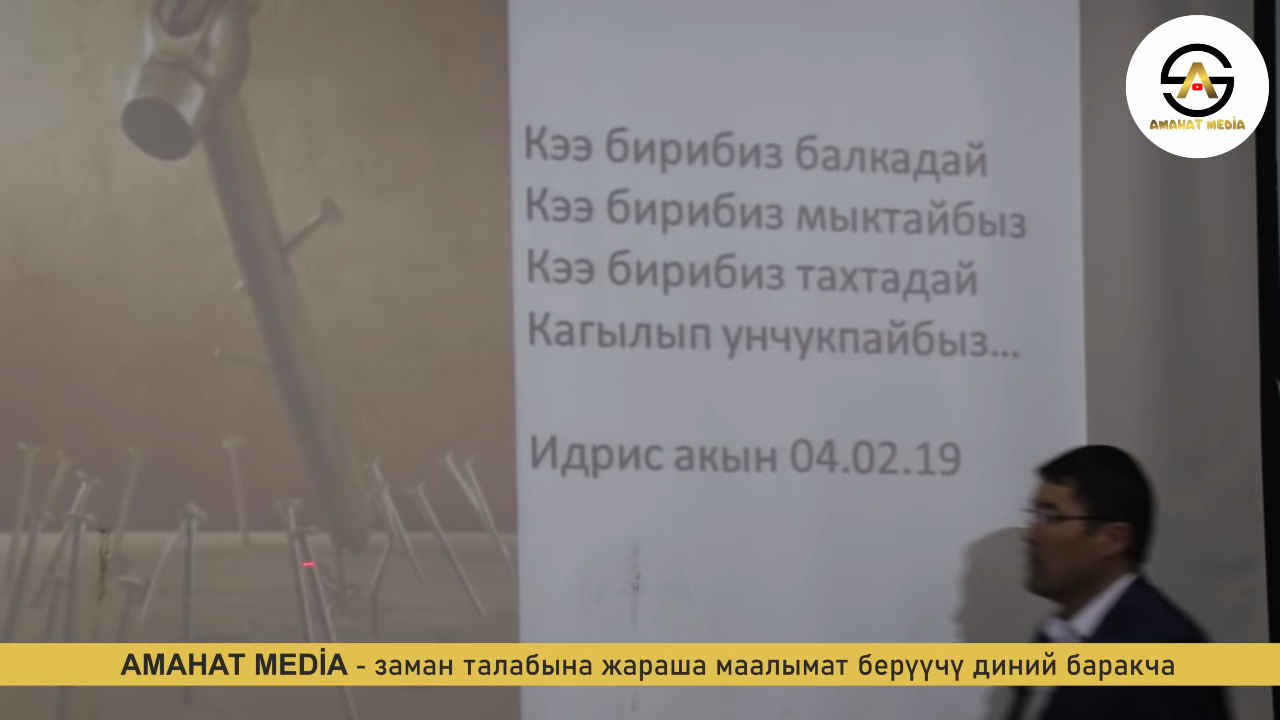 AMAHAT MEDİA
Кээ бирибиз балкадай
Кээ бирибиз мыктайбыз
Кээ бирибиз тахтадай
Кагылып унчукпайбыз...
Идрис акын 04.02.19
AMAHAT MEDİA - заман талабына жараша маалымат берүүчү диний баракча